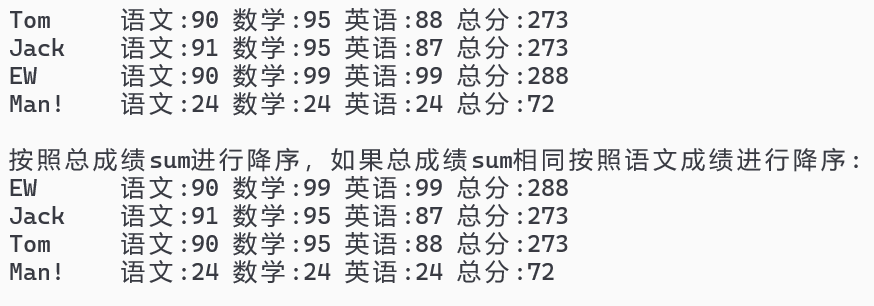 Tom 语文:90 数学:95 英语:88 总分:273
Jack 语文:91 数学:95 英语:87 总分:273
EW 语文:90 数学:99 英语:99 总分:288
Man! 语文:24 数学:24 英语:24 总分:72
按照总成绩sum进行降序，如果总成绩sum相同按照语文成绩进行降序:
EW 语文:90 数学:99 英语:99 总分:288
Jack 语文:91 数学:95 英语:87 总分:273
Tom 语文:90 数学:95 英语:88 总分:273
Man! 语文:24 数学:24 英语:24 总分:72